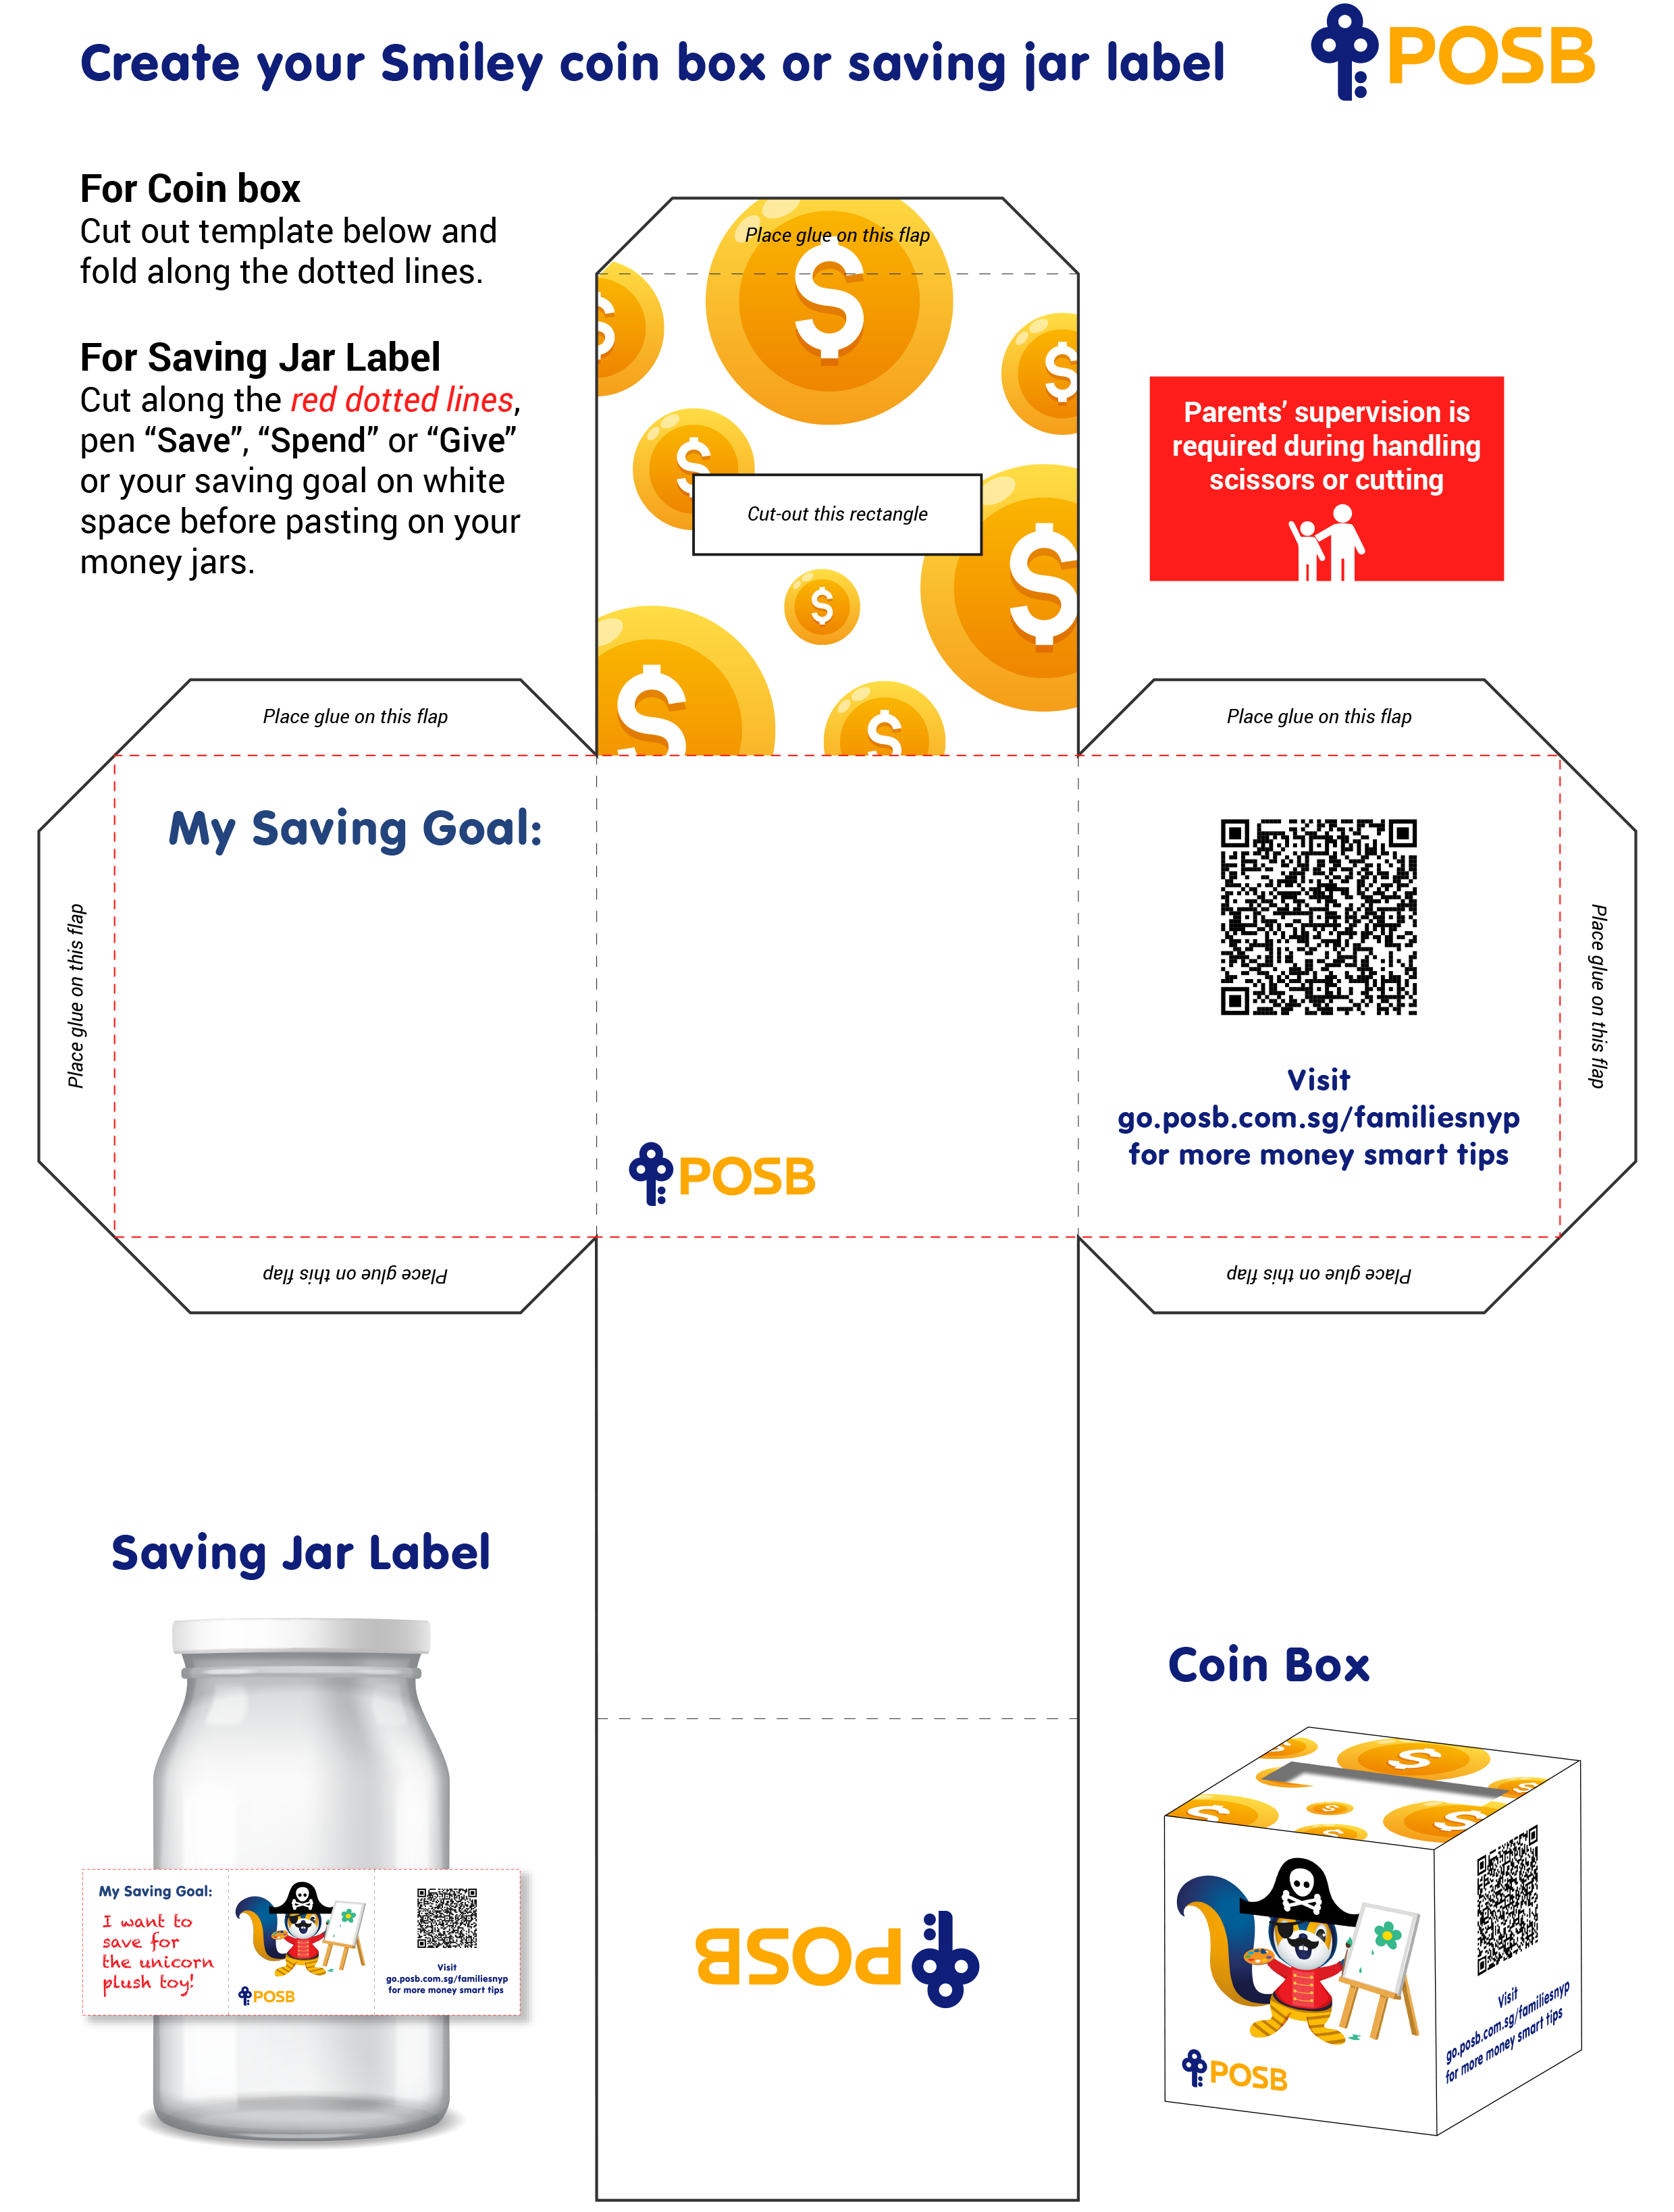 Create your Smiley coin box or saving jar label
POSB
For Coin box
Cut out template below and
fold along the dotted lines.
For Saving Jar Label
Cut along the red dotted lines,
pen “Save”, “Spend” or “Give”
or your saving goal on white
space before pasting on your
money jars.
Place glue on this flap
$
$
$
$
Cut-out this rectangle
$
$
$
$
Parents’ supervision is
required during handling
scissors or cutting
Place glue on this flap
Place glue on this flap
Place glue on this flap
My Saving Goal:
POSB
Visit
go.posb.com.sg/familiesnyp
for more money smart tips
Place glue on this flap
Place glue on this flap
Place glue on this flap
Saving Jar Label
My Saving Goal:
I want to
save for
the unicorn
plush toy!
POSB
Visit
go.posb.com.sg/familiesnyp
for more money smart tips
POSB
Coin Box
$
$
$
$
$
$
$
POSB
Visit
go.posb.com.sg/familiesnyp
for more money smart tips